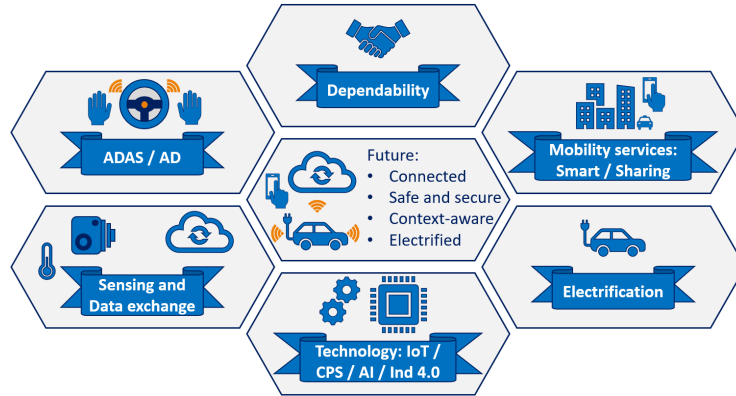 Dependability
ADAS / AD
Mobility services:
Smart / Sharing
Future:
• Connected
• Safe and secure
• Context-aware
• Electrified
Sensing and
Data exchange
Electrification
Technology: IoT /
CPS / AI / Ind 4.0